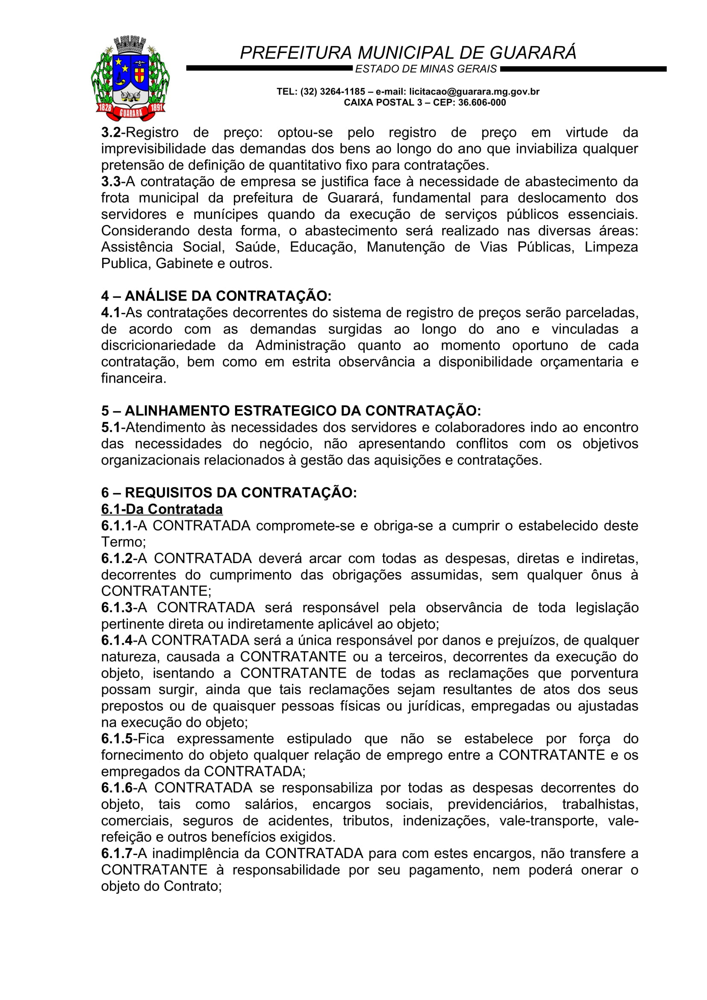 PREFEITURA MUNICIPAL DE GUARARÁ
ESTADO DE MINAS GERAIS
TEL: (32) 3264-1185 – e-mail: licitacao@guarara.mg.gov.br
CAIXA POSTAL 3 – CEP: 36.606-000
1828 GUARARÁ 1891
3.2-Registro de preço: optou-se pelo registro de preço em virtude da
imprevisibilidade das demandas dos bens ao longo do ano que inviabiliza qualquer
pretensão de definição de quantitativo fixo para contratações.
3.3-A contratação de empresa se justifica face à necessidade de abastecimento da
frota municipal da prefeitura de Guarará, fundamental para deslocamento dos
servidores e munícipes quando da execução de serviços públicos essenciais.
Considerando desta forma, o abastecimento será realizado nas diversas áreas:
Assistência Social, Saúde, Educação, Manutenção de Vias Públicas, Limpeza
Publica, Gabinete e outros.
4 – ANÁLISE DA CONTRATAÇÃO:
4.1-As contratações decorrentes do sistema de registro de preços serão parceladas,
de acordo com as demandas surgidas ao longo do ano e vinculadas a
discricionariedade da Administração quanto ao momento oportuno de cada
contratação, bem como em estrita observância a disponibilidade orçamentaria e
financeira.
5 – ALINHAMENTO ESTRATEGICO DA CONTRATAÇÃO:
5.1-Atendimento às necessidades dos servidores e colaboradores indo ao encontro
das necessidades do negócio, não apresentando conflitos com os objetivos
organizacionais relacionados à gestão das aquisições e contratações.
6 – REQUISITOS DA CONTRATAÇÃO:
6.1-Da Contratada
6.1.1-A CONTRATADA compromete-se e obriga-se a cumprir o estabelecido deste
Termo;
6.1.2-A CONTRATADA deverá arcar com todas as despesas, diretas e indiretas,
decorrentes do cumprimento das obrigações assumidas, sem qualquer ônus à
CONTRATANTE;
6.1.3-A CONTRATADA será responsável pela observância de toda legislação
pertinente direta ou indiretamente aplicável ao objeto;
6.1.4-A CONTRATADA será a única responsável por danos e prejuízos, de qualquer
natureza, causada a CONTRATANTE ou a terceiros, decorrentes da execução do
objeto, isentando a CONTRATANTE de todas as reclamações que porventura
possam surgir, ainda que tais reclamações sejam resultantes de atos dos seus
prepostos ou de quaisquer pessoas físicas ou jurídicas, empregadas ou ajustadas
na execução do objeto;
6.1.5-Fica expressamente estipulado que não se estabelece por força do
fornecimento do objeto qualquer relação de emprego entre a CONTRATANTE e os
empregados da CONTRATADA;
6.1.6-A CONTRATADA se responsabiliza por todas as despesas decorrentes do
objeto, tais como salários, encargos sociais, previdenciários, trabalhistas,
comerciais, seguros de acidentes, tributos, indenizações, vale-transporte, vale-
refeição e outros benefícios exigidos.
6.1.7-A inadimplência da CONTRATADA para com estes encargos, não transfere a
CONTRATANTE à responsabilidade por seu pagamento, nem poderá onerar o
objeto do Contrato;